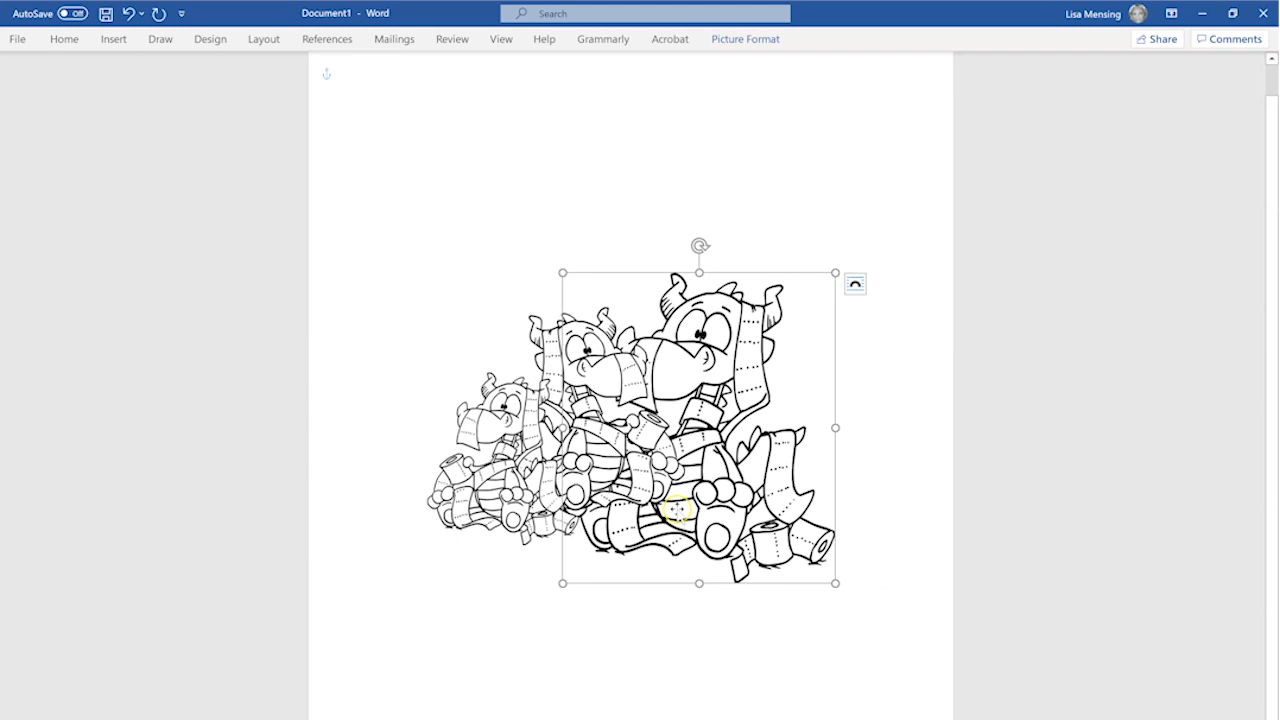 AutoSave Off Document1 - Word Search Lisa Mensing
File Home Insert Draw Design Layout References Mailings Review View Help Grammarly Acrobat Picture Format Share Comments